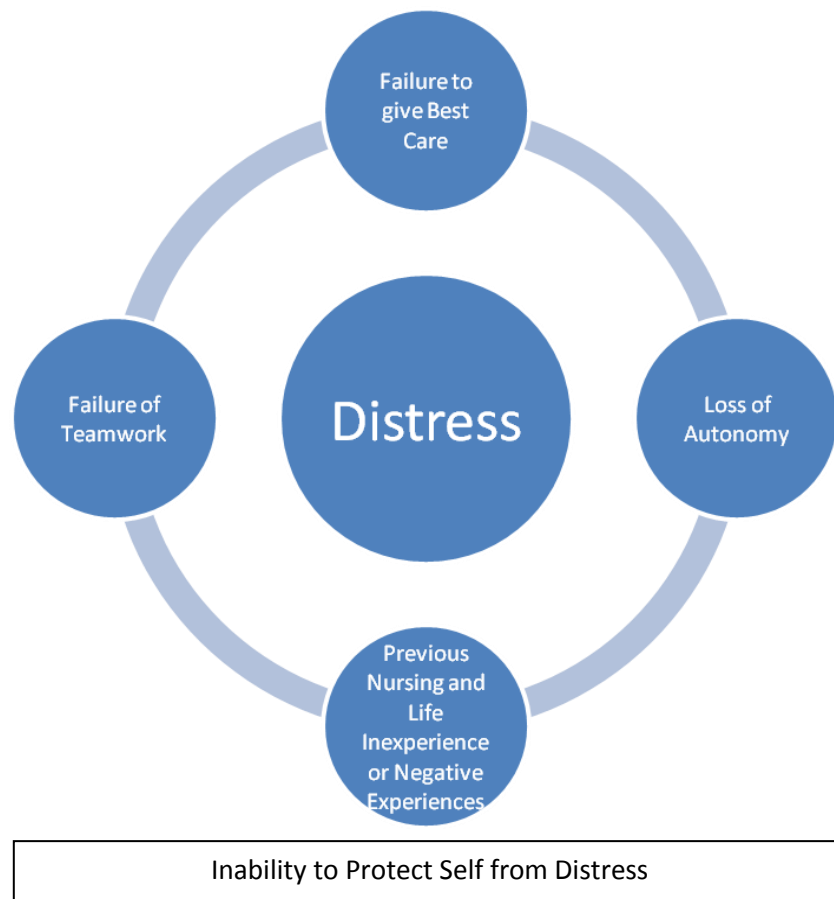 Failure to
give Best
Care
Failure of
Teamwork
Distress
Loss of
Autonomy
Previous
Nursing and
Life
Inexperience
or Negative
Experiences
Inability to Protect Self from Distress